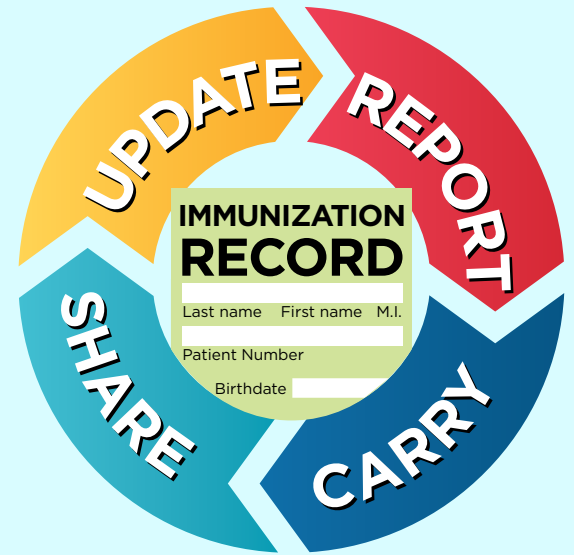 UPDATE
REPORT
CARRY
SHARE
IMMUNIZATION
RECORD
Last name First name M.I.
Patient Number
Birthdate